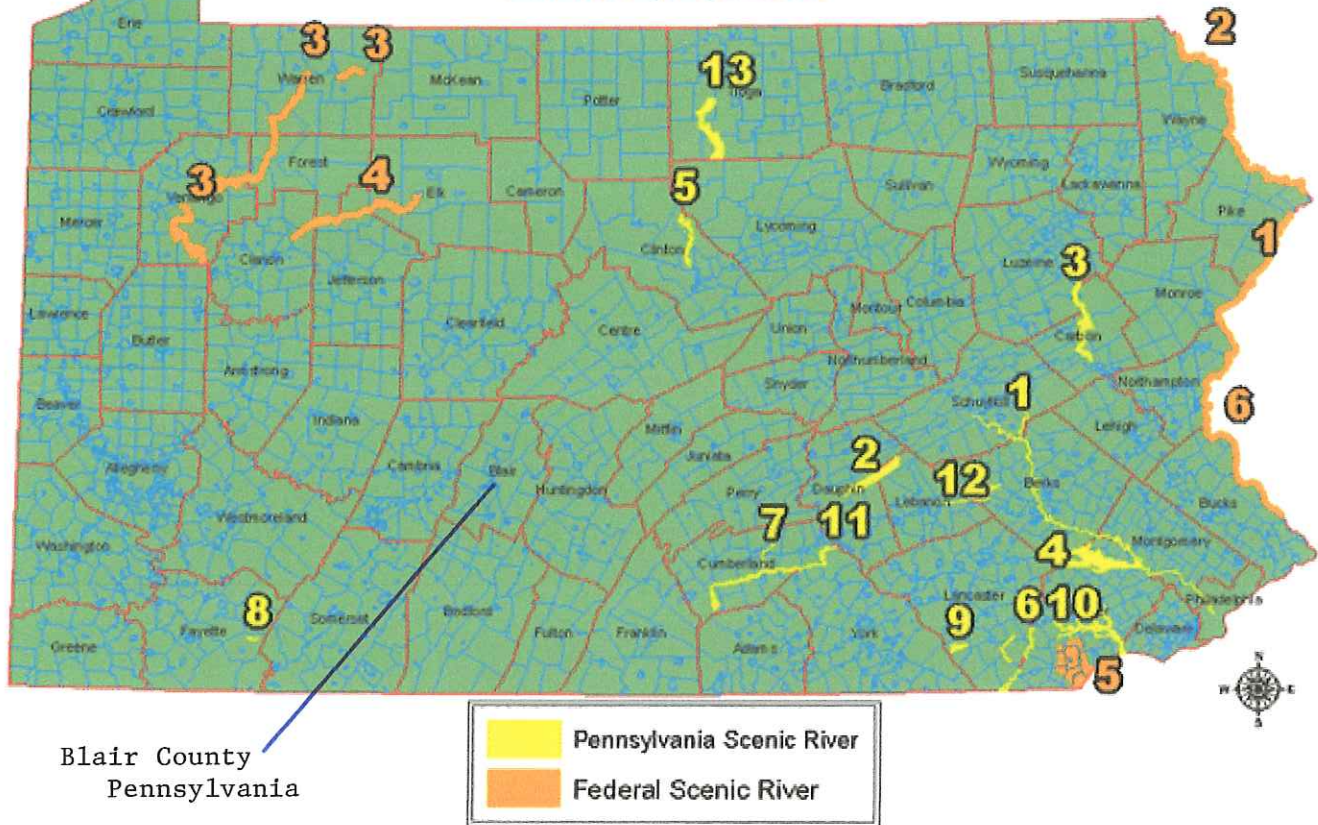 Erie
Warren
McKean
Potter
Tioga
Bradford
Susquehanna
Wayne
Crawford
Forest
Wyoming
Lackawanna
Pike
Venango
Elk
Cameron
Sullivan
Mercer
Clarion
Clinton
Lycoming
Luzerne
Monroe
Jefferson
Lawrence
Butler
Clearfield
Centre
Union
Montour
Columbia
Carbon
Armstrong
Northumberland
Snyder
Northampton
Beaver
Indiana
Mifflin
Schuylkill
Lehigh
Allegheny
Cambria
Blair
Huntingdon
Juniata
Perry
Dauphin
Lebanon
Berks
Bucks
Westmoreland
Washington
Cumberland
Montgomery
Lancaster
Philadelphia
Greene
Fayette
Somerset
Bedford
Fulton
Franklin
Adams
York
Delaware
3
3
13
2
3
4
5
1
3
1
6
2
12
7
11
4
8
9
6
10
5
N
W
E
S
Blair County
Pennsylvania
Pennsylvania Scenic River
Federal Scenic River